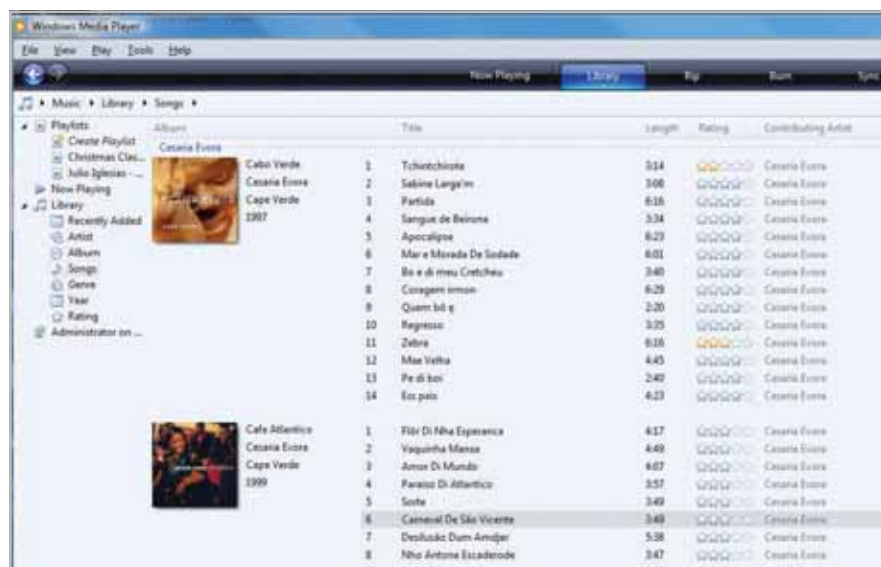 Windows Media Player
File View Play Tools Help
Now Playing Library Rip Burn Sync
Music Library Songs
Playlists
Create Playlist
Christmas Clas...
Julio Iglesias - ...
Now Playing
Library
Recently Added
Artist
Album
Songs
Genre
Year
Rating
Administrator on ...
Album Title Length Rating Contributing Artist
Cesaria Evora
Cabo Verde
Cesaria Evora
Cape Verde
1997
1 Tchintchirote 3:14 Cesaria Evora
2 Sabine Larga'm 3:08 Cesaria Evora
3 Partida 6:16 Cesaria Evora
4 Sangue de Beirona 3:34 Cesaria Evora
5 Apocalipse 6:23 Cesaria Evora
6 Mar e Morada De Sodade 6:01 Cesaria Evora
7 Bo e di meu Cretcheu 3:40 Cesaria Evora
8 Coragem irmon 6:29 Cesaria Evora
9 Quem bó ę 2:20 Cesaria Evora
10 Regresso 3:35 Cesaria Evora
11 Zebra 6:16 Cesaria Evora
12 Mae Velha 4:45 Cesaria Evora
13 Pe di boi 2:40 Cesaria Evora
14 Ess pais 4:23 Cesaria Evora
Cafe Atlantico
Cesaria Evora
Cape Verde
1999
1 Flôr Di Nha Esperanca 4:17 Cesaria Evora
2 Vaquinha Mansa 4:49 Cesaria Evora
3 Amor Di Mundo 4:07 Cesaria Evora
4 Paraiso Di Atlantico 3:57 Cesaria Evora
5 Sorte 3:49 Cesaria Evora
6 Carnaval De São Vicente 3:49 Cesaria Evora
7 Desilusão Dum Amdjer 5:38 Cesaria Evora
8 Nho Antone Escaderode 3:47 Cesaria Evora